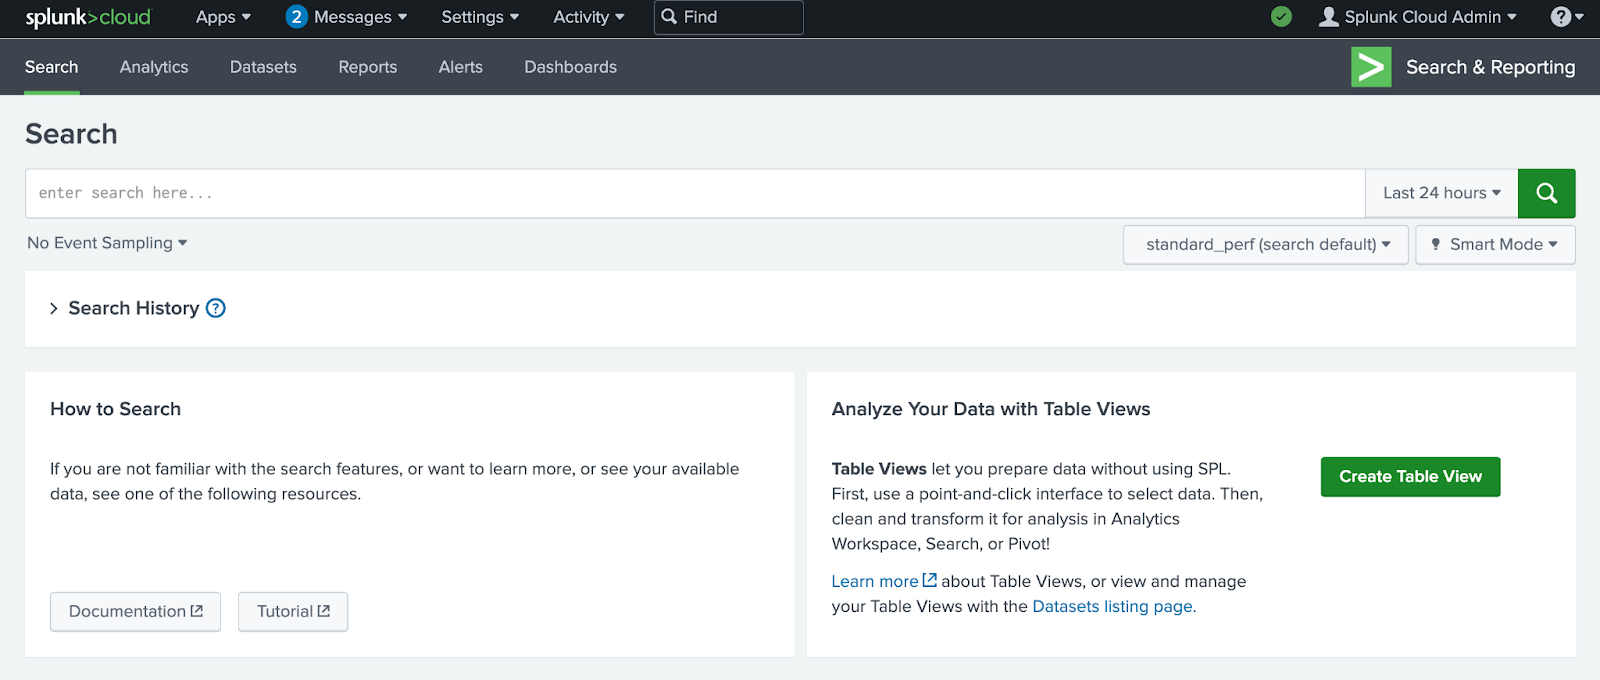 splunk>cloud Apps 2 Messages Settings Activity Find Splunk Cloud Admin ?
Search Analytics Datasets Reports Alerts Dashboards > Search & Reporting
Search
enter search here... Last 24 hours
No Event Sampling standard_perf (search default) Smart Mode
Search History ?
How to Search
If you are not familiar with the search features, or want to learn more, or see your available
data, see one of the following resources.
Documentation Tutorial
Analyze Your Data with Table Views
Table Views let you prepare data without using SPL.
First, use a point-and-click interface to select data. Then,
clean and transform it for analysis in Analytics
Workspace, Search, or Pivot!
Create Table View
Learn more about Table Views, or view and manage
your Table Views with the Datasets listing page.